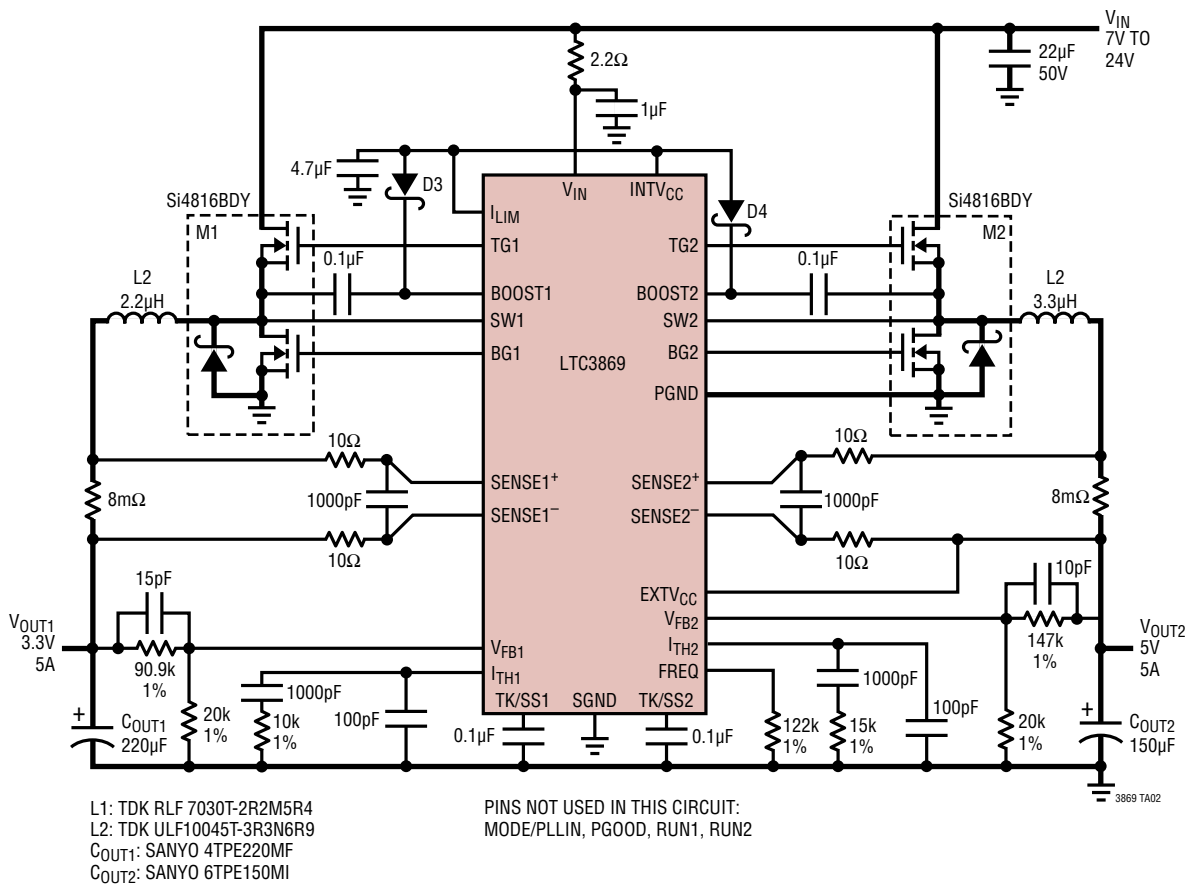 VIN
7V TO
24V
22µF
50V
2.2Ω
1µF
4.7µF
D3
D4
Si4816BDY
M1
Si4816BDY
M2
VIN
INTVCC
ILIM
TG1
TG2
0.1µF
0.1µF
L2
2.2µH
L2
3.3µH
BOOST1
BOOST2
SW1
SW2
BG1
BG2
LTC3869
PGND
10Ω
10Ω
1000pF
1000pF
SENSE1+
SENSE2+
8mΩ
8mΩ
SENSE1–
SENSE2–
10Ω
10Ω
15pF
10pF
EXTVCC
VFB2
VOUT1
3.3V
5A
90.9k
1%
147k
1%
VOUT2
5V
5A
VFB1
ITH2
ITH1
FREQ
1000pF
1000pF
TK/SS1
SGND
TK/SS2
+
COUT1
220µF
20k
1%
10k
1%
100pF
0.1µF
0.1µF
122k
1%
15k
1%
100pF
20k
1%
+
COUT2
150µF
3869 TA02
L1: TDK RLF 7030T-2R2M5R4
L2: TDK ULF10045T-3R3N6R9
COUT1: SANYO 4TPE220MF
COUT2: SANYO 6TPE150MI
PINS NOT USED IN THIS CIRCUIT:
MODE/PLLIN, PGOOD, RUN1, RUN2